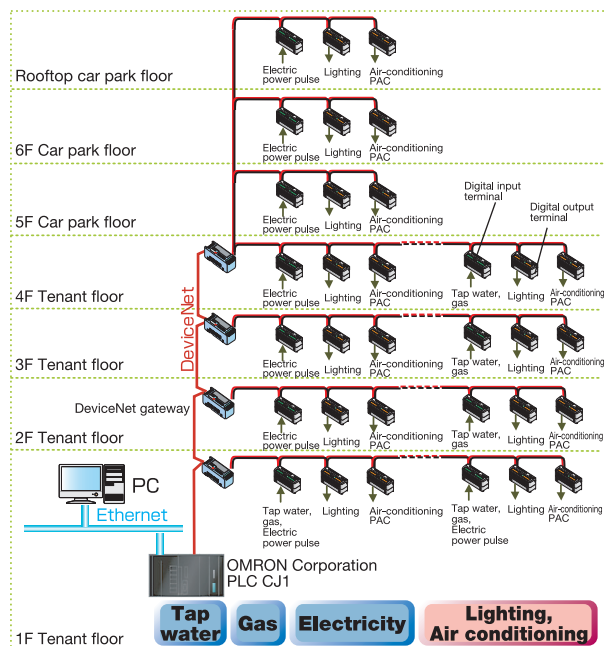 Rooftop car park floor
Electric
power pulse
Lighting
Air-conditioning
PAC
6F Car park floor
Electric
power pulse
Lighting
Air-conditioning
PAC
5F Car park floor
Electric
power pulse
Lighting
Air-conditioning
PAC
Digital input
terminal
Digital output
terminal
4F Tenant floor
Electric
power pulse
Lighting
Air-conditioning
PAC
Tap water,
gas
Lighting
Air-conditioning
PAC
DeviceNet
3F Tenant floor
Electric
power pulse
Lighting
Air-conditioning
PAC
Tap water,
gas
Lighting
Air-conditioning
PAC
DeviceNet gateway
2F Tenant floor
Electric
power pulse
Lighting
Air-conditioning
PAC
Tap water,
gas
Lighting
Air-conditioning
PAC
PC
Ethernet
Tap water,
gas,
Electric
power pulse
Lighting
Air-conditioning
PAC
Tap water,
gas,
Electric
power pulse
Lighting
Air-conditioning
PAC
OMRON Corporation
PLC CJ1
1F Tenant floor
Tap
water
Gas
Electricity
Lighting,
Air conditioning